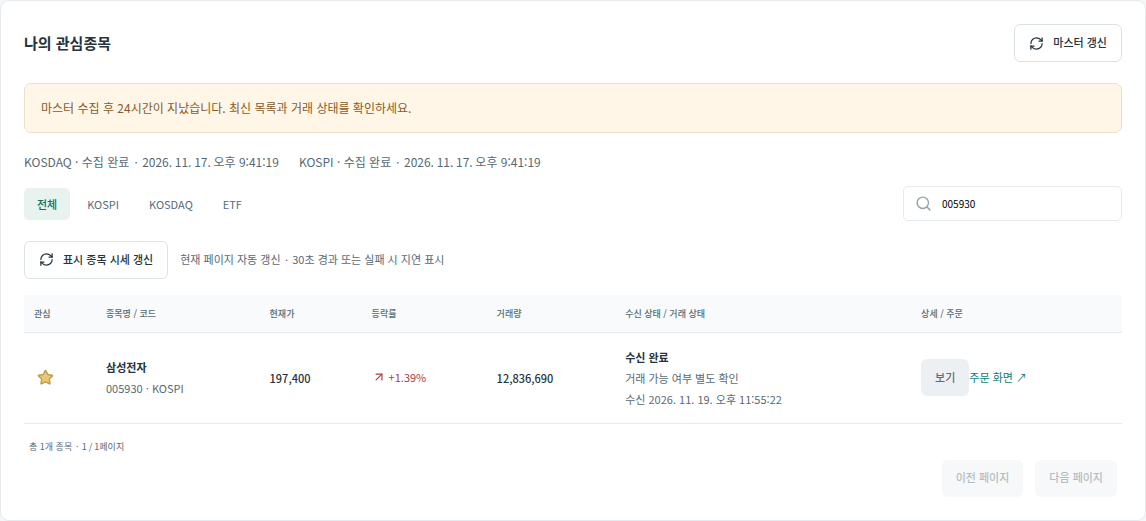 나의 관심종목
마스터 갱신
마스터 수집 후 24시간이 지났습니다. 최신 목록과 거래 상태를 확인하세요.
KOSDAQ · 수집 완료 · 2026. 11. 17. 오후 9:41:19 KOSPI · 수집 완료 · 2026. 11. 17. 오후 9:41:19
전체 KOSPI KOSDAQ ETF 005930
표시 종목 시세 갱신 현재 페이지 자동 갱신 · 30초 경과 또는 실패 시 지연 표시
관심 종목명 / 코드 현재가 등락률 거래량 수신 상태 / 거래 상태 상세 / 주문
삼성전자
005930 · KOSPI
197,400
+1.39%
12,836,690
수신 완료
거래 가능 여부 별도 확인
수신 2026. 11. 19. 오후 11:55:22
보기 주문 화면 ↗
총 1개 종목 · 1 / 1페이지
이전 페이지 다음 페이지